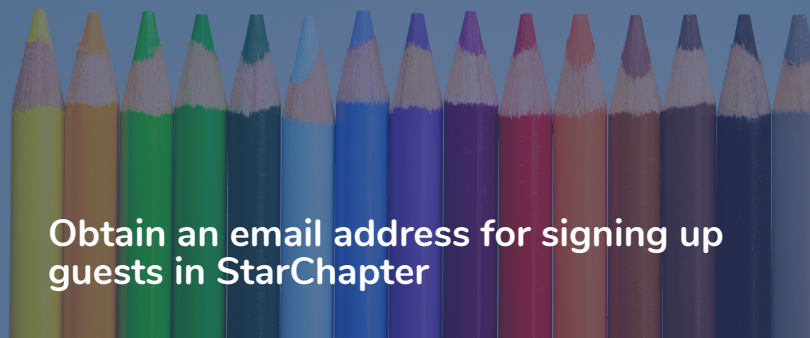 Obtain an email address for signing up
guests in StarChapter